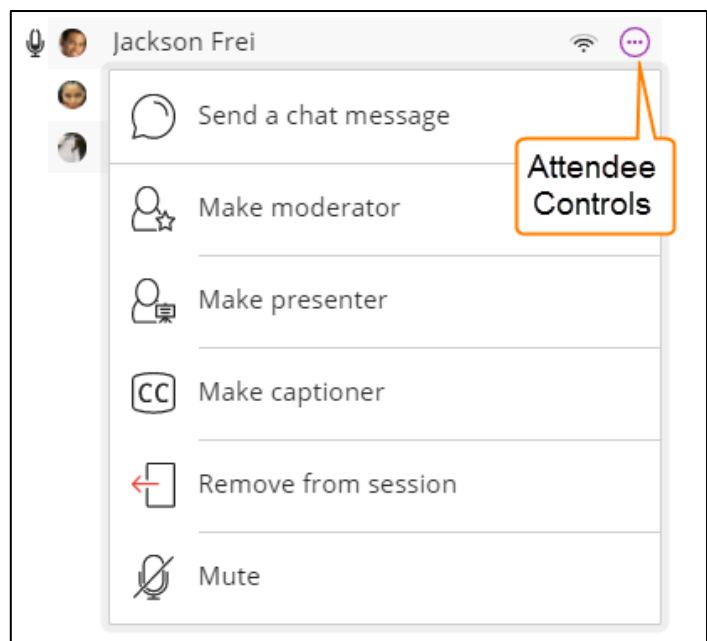 Jackson Frei
Send a chat message
Attendee
Controls
Make moderator
Make presenter
CC Make captioner
Remove from session
Mute